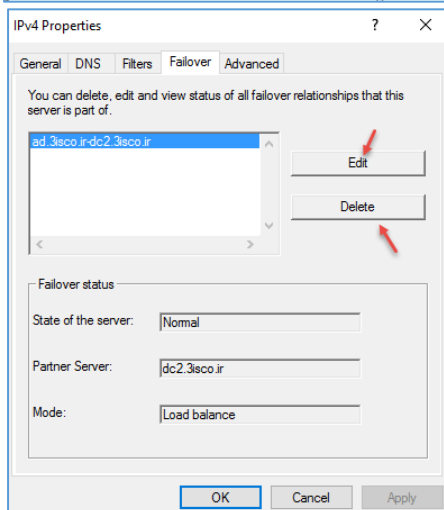 IPv4 Properties
? X
General DNS Filters Failover Advanced
You can delete, edit and view status of all failover relationships that this
server is part of.
ad.3isco.ir-dc2.3isco.ir
Edit
Delete
Failover status
State of the server: Normal
Partner Server: dc2.3isco.ir
Mode: Load balance
OK Cancel Apply